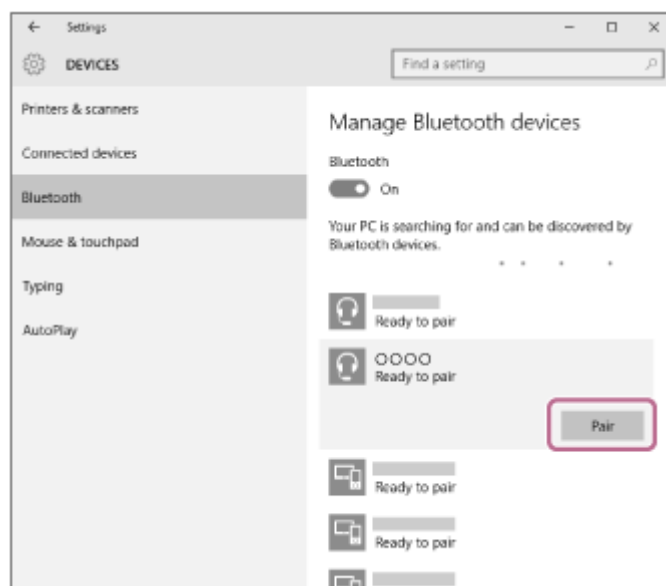 Settings
DEVICES
Find a setting
Printers & scanners
Connected devices
Bluetooth
Mouse & touchpad
Typing
AutoPlay
Manage Bluetooth devices
Bluetooth
On
Your PC is searching for and can be discovered by
Bluetooth devices.
Ready to pair
OOOO
Ready to pair
Pair
Ready to pair
Ready to pair